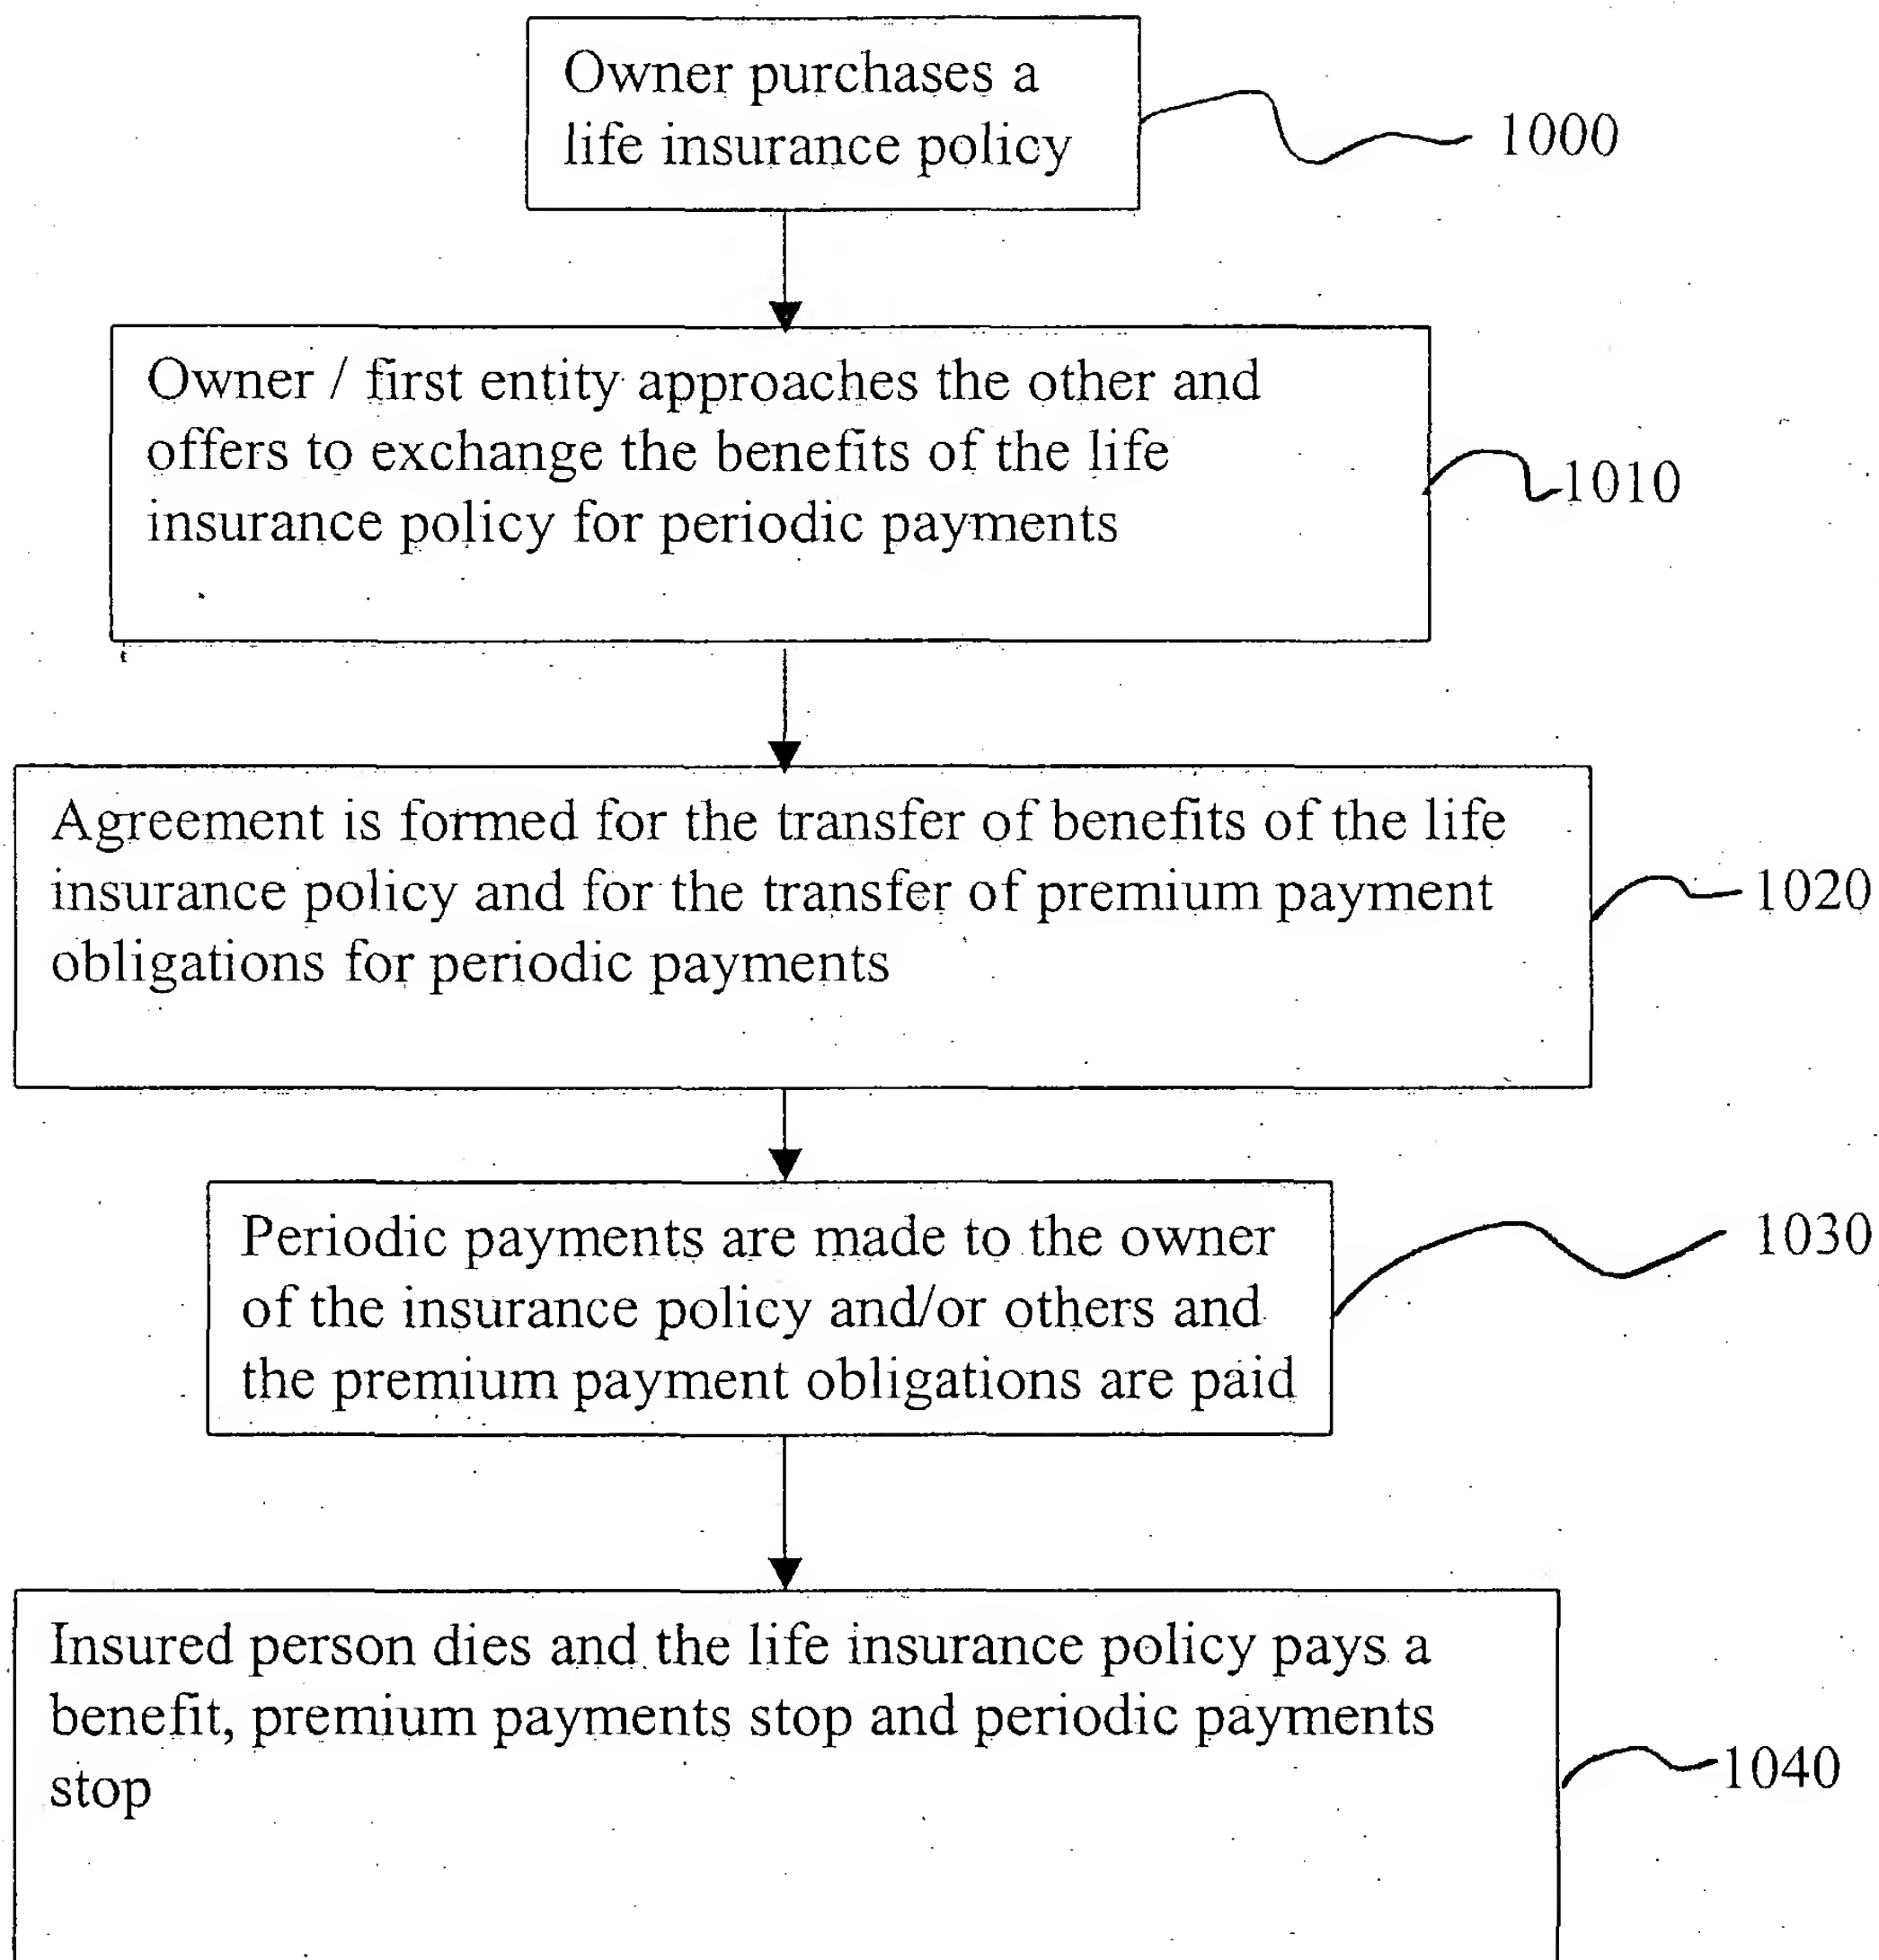 Owner purchases a
life insurance policy
1000
Owner / first entity approaches the other and
offers to exchange the benefits of the life
insurance policy for periodic payments
1010
Agreement is formed for the transfer of benefits of the life
insurance policy and for the transfer of premium payment
obligations for periodic payments
1020
Periodic payments are made to the owner
of the insurance policy and/or others and
the premium payment obligations are paid
1030
Insured person dies and the life insurance policy pays a
benefit, premium payments stop and periodic payments
stop
1040